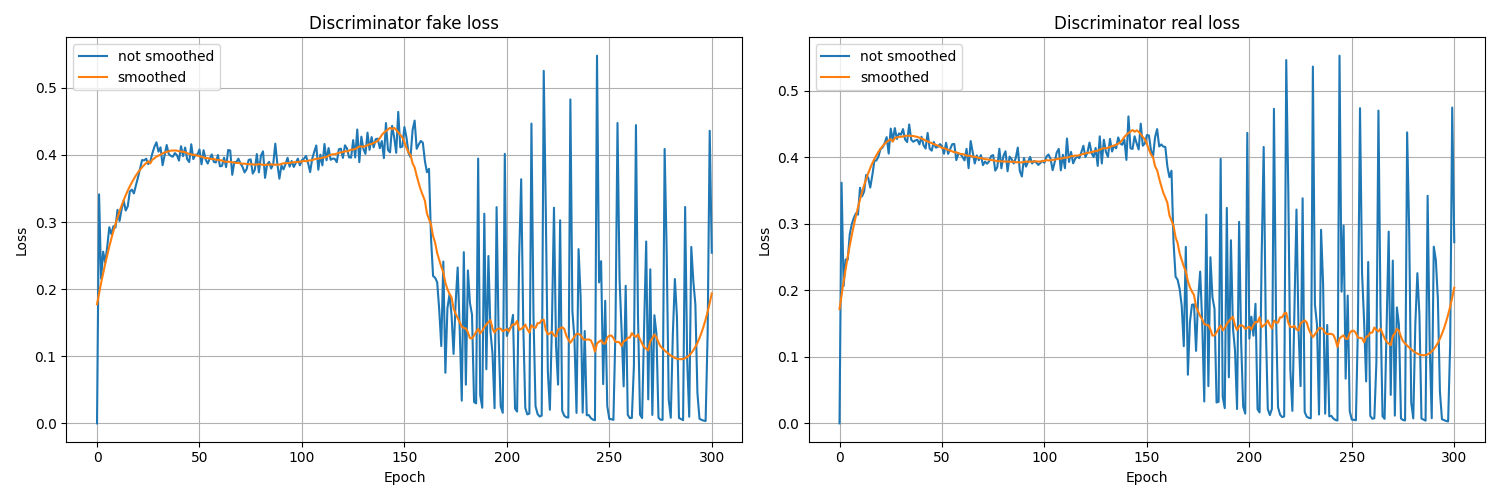 Discriminator fake loss
not smoothed
smoothed
Loss
0.5
0.4
0.3
0.2
0.1
0.0
0 50 100 150 200 250 300
Epoch
Discriminator real loss
not smoothed
smoothed
Loss
0.5
0.4
0.3
0.2
0.1
0.0
0 50 100 150 200 250 300
Epoch